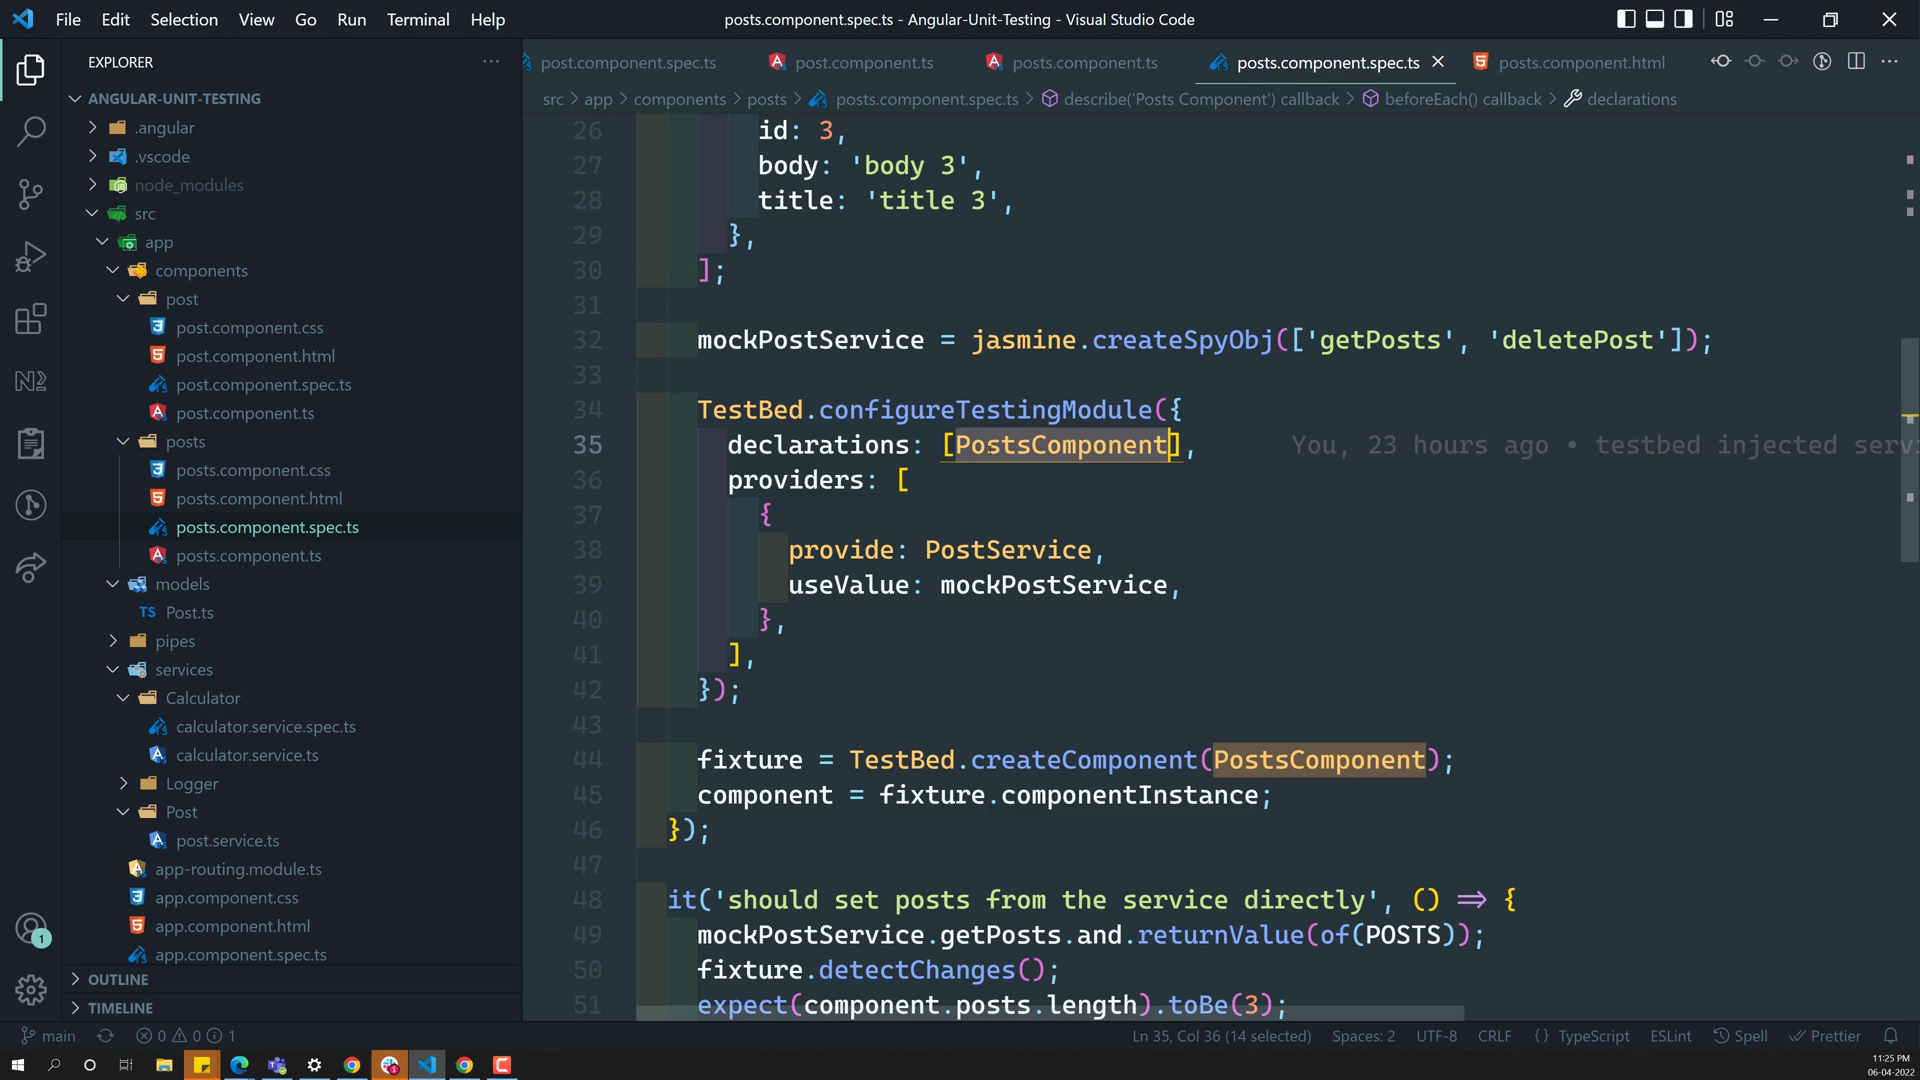 File Edit Selection View Go Run Terminal Help
posts.component.spec.ts - Angular-Unit-Testing - Visual Studio Code
EXPLORER
ANGULAR-UNIT-TESTING
.angular
.vscode
node_modules
src
app
components
post
post.component.css
post.component.html
post.component.spec.ts
post.component.ts
posts
posts.component.css
posts.component.html
posts.component.spec.ts
posts.component.ts
models
TS Post.ts
pipes
services
Calculator
calculator.service.spec.ts
calculator.service.ts
Logger
Post
post.service.ts
app-routing.module.ts
app.component.css
app.component.html
app.component.spec.ts
OUTLINE
TIMELINE
post.component.spec.ts post.component.ts posts.component.ts posts.component.spec.ts posts.component.html
src > app > components > posts > posts.component.spec.ts > describe('Posts Component') callback > beforeEach() callback > declarations
26 id: 3,
27 body: 'body 3',
28 title: 'title 3',
29 },
30 ];
31
32 mockPostService = jasmine.createSpyObj(['getPosts', 'deletePost']);
33
34 TestBed.configureTestingModule({
35 declarations: [PostsComponent], You, 23 hours ago • testbed injected servi
36 providers: [
37 {
38 provide: PostService,
39 useValue: mockPostService,
40 },
41 ],
42 });
43
44 fixture = TestBed.createComponent(PostsComponent);
45 component = fixture.componentInstance;
46 });
47
48 it('should set posts from the service directly', () => {
49 mockPostService.getPosts.and.returnValue(of(POSTS));
50 fixture.detectChanges();
51 expect(component.posts.length).toBe(3);
1
main 0 0 1 Ln 35, Col 36 (14 selected) Spaces: 2 UTF-8 CRLF {} TypeScript ESLint Spell Prettier
11:25 PM
06-04-2022